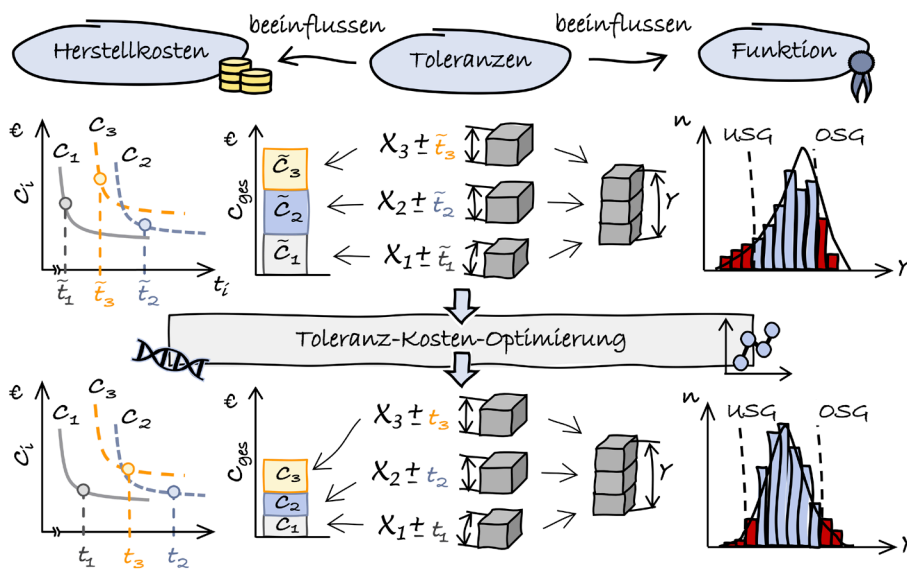 beeinflussen
beeinflussen
Herstellkosten
Toleranzen
Funktion
€
C₃
C₁
C₂
Cᵢ
t̃₁
t̃₃
t̃₂
tᵢ
€
Cges
C̃₃
C̃₂
C̃₁
X₃ ± t̃₃
X₂ ± t̃₂
X₁ ± t̃₁
Y
n
USG
OSG
Y
Toleranz-Kosten-Optimierung
€
C₃
C₁
C₂
Cᵢ
t₁
t₃
t₂
tᵢ
€
Cges
C₃
C₂
C₁
X₃ ± t₃
X₂ ± t₂
X₁ ± t₁
Y
n
USG
OSG
Y